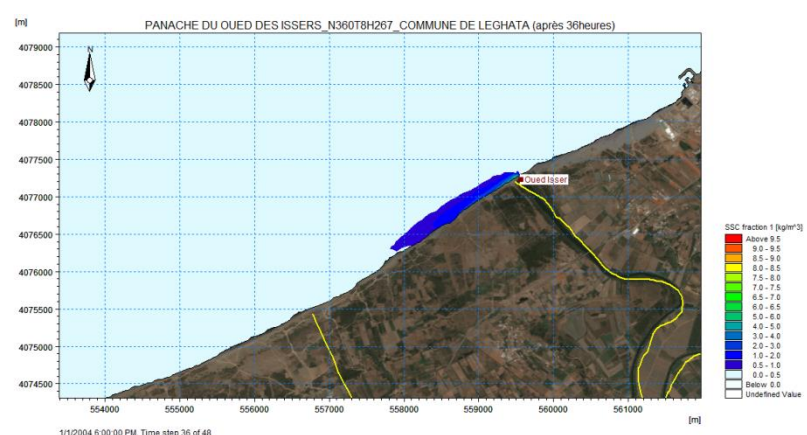 PANACHE DU OUED DES ISSERS_N360T8H267_COMMUNE DE LEGHATA (après 36heures)
[m]
4079000
4078500
4078000
4077500
4077000
4076500
4076000
4075500
4075000
4074500
N
Oued Isser
554000 555000 556000 557000 558000 559000 560000 561000
[m]
SSC fraction 1 [kg/m^3]
Above 9.5
9.0 - 9.5
8.5 - 9.0
8.0 - 8.5
7.5 - 8.0
7.0 - 7.5
6.5 - 7.0
6.0 - 6.5
5.0 - 6.0
4.0 - 5.0
3.0 - 4.0
2.0 - 3.0
1.0 - 2.0
0.5 - 1.0
0.0 - 0.5
Below 0.0
Undefined Value
1/1/2004 6:00:00 PM Time step 36 of 48